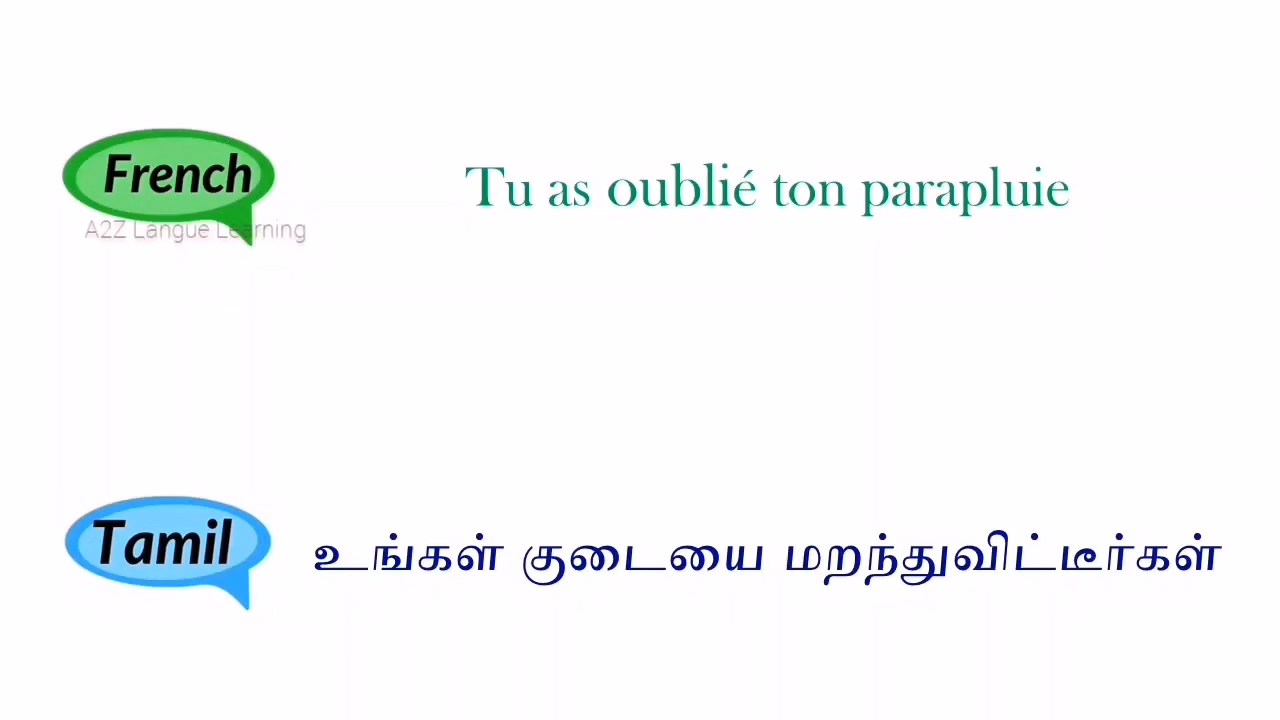 French
Tu as oublié ton parapluie
A2Z Langue Learning
Tamil
உங்கள் குடையை மறந்துவிட்டீர்கள்